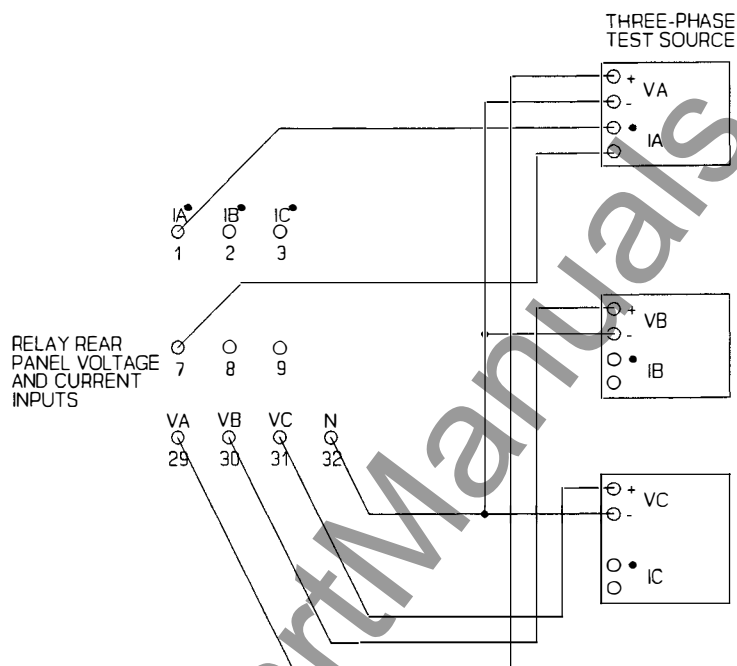 THREE-PHASE
TEST SOURCE
+ VA
-
• IA
IA• IB• IC•
1 2 3
+ VB
-
• IB
RELAY REAR
PANEL VOLTAGE
AND CURRENT
INPUTS
7 8 9
VA VB VC N
29 30 31 32
+ VC
-
• IC
rtManuals